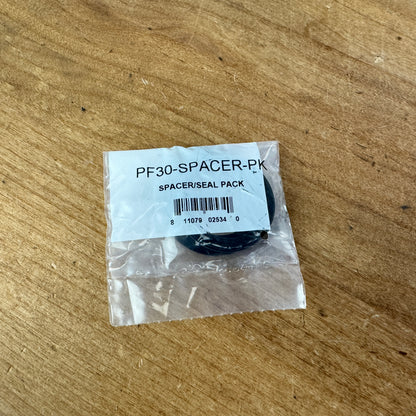 PF30-SPACER-PK
SPACER/SEAL PACK
8 11079 02534 0